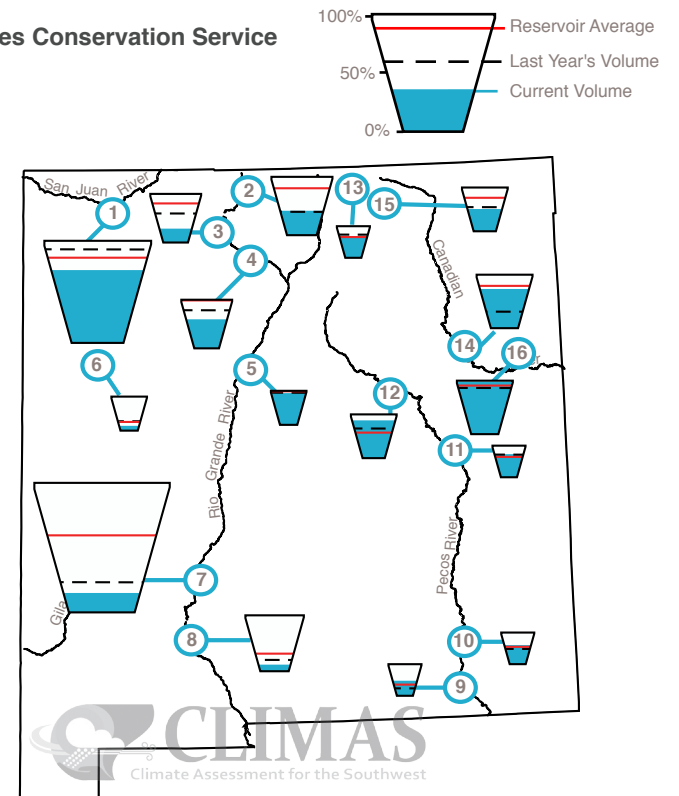 es Conservation Service
100%
50%
0%
Reservoir Average
Last Year's Volume
Current Volume
San Juan River
1
2
3
4
5
6
7
8
9
10
11
12
13
14
15
16
Canadian
er
Rio Grande River
Pecos River
Gila
CLIMAS
Climate Assessment for the Southwest